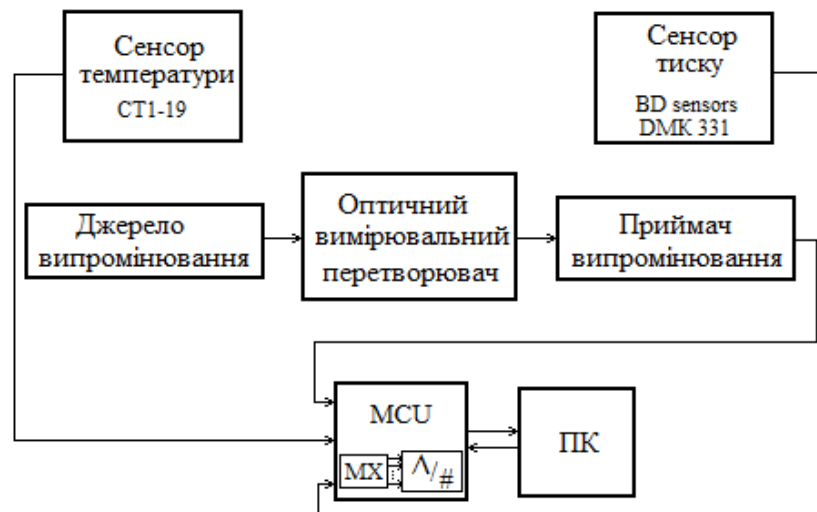 Сенсор
температури
СТ1-19
Сенсор
тиску
BD sensors
DMK 331
Джерело
випромінювання
Оптичний
вимірювальний
перетворювач
Приймач
випромінювання
MCU
MX
Λ/#
ПК